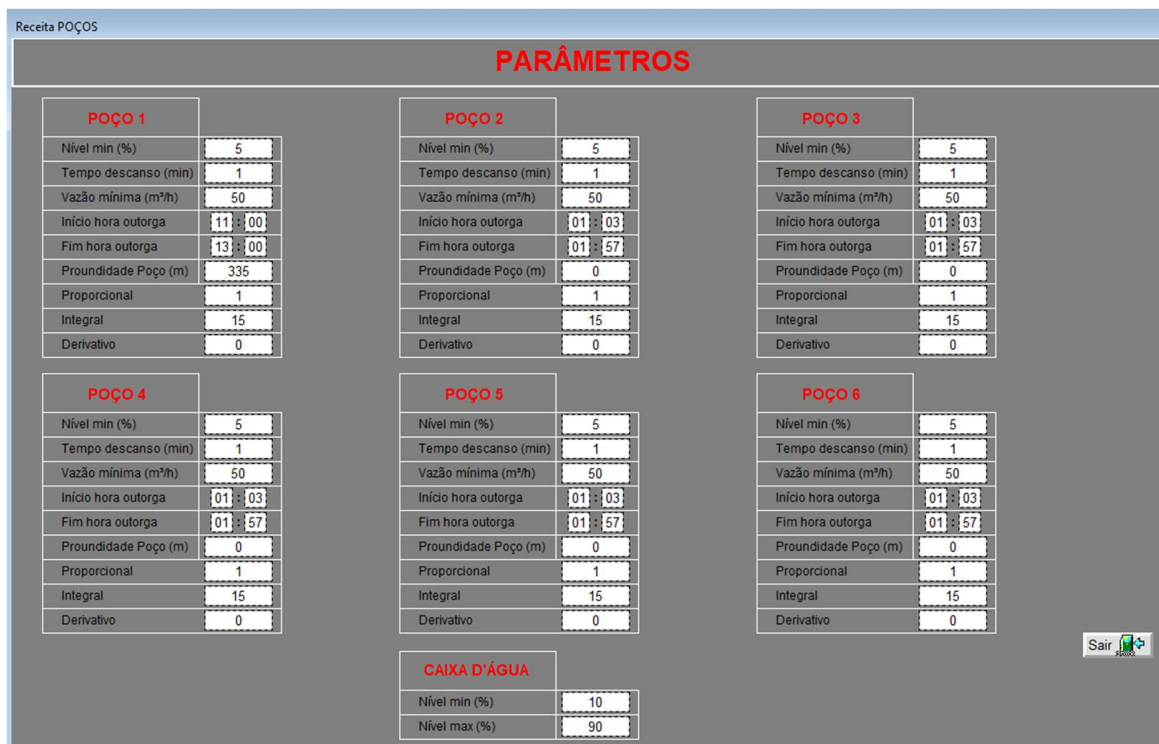 Receita POÇOS
PARÂMETROS
POÇO 1
Nível min (%) 5
Tempo descanso (min) 1
Vazão mínima (m³/h) 50
Início hora outorga 11 : 00
Fim hora outorga 13 : 00
Proundidade Poço (m) 335
Proporcional 1
Integral 15
Derivativo 0
POÇO 2
Nível min (%) 5
Tempo descanso (min) 1
Vazão mínima (m³/h) 50
Início hora outorga 01 : 03
Fim hora outorga 01 : 57
Proundidade Poço (m) 0
Proporcional 1
Integral 15
Derivativo 0
POÇO 3
Nível min (%) 5
Tempo descanso (min) 1
Vazão mínima (m³/h) 50
Início hora outorga 01 : 03
Fim hora outorga 01 : 57
Proundidade Poço (m) 0
Proporcional 1
Integral 15
Derivativo 0
POÇO 4
Nível min (%) 5
Tempo descanso (min) 1
Vazão mínima (m³/h) 50
Início hora outorga 01 : 03
Fim hora outorga 01 : 57
Proundidade Poço (m) 0
Proporcional 1
Integral 15
Derivativo 0
POÇO 5
Nível min (%) 5
Tempo descanso (min) 1
Vazão mínima (m³/h) 50
Início hora outorga 01 : 03
Fim hora outorga 01 : 57
Proundidade Poço (m) 0
Proporcional 1
Integral 15
Derivativo 0
POÇO 6
Nível min (%) 5
Tempo descanso (min) 1
Vazão mínima (m³/h) 50
Início hora outorga 01 : 03
Fim hora outorga 01 : 57
Proundidade Poço (m) 0
Proporcional 1
Integral 15
Derivativo 0
Sair
CAIXA D'ÁGUA
Nível min (%) 10
Nível max (%) 90